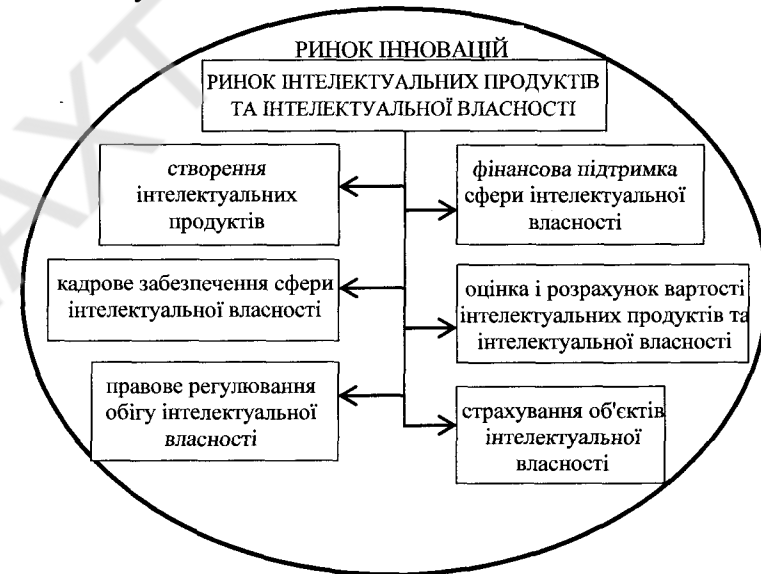 РИНОК ІННОВАЦІЙ
РИНОК ІНТЕЛЕКТУАЛЬНИХ ПРОДУКТІВ
ТА ІНТЕЛЕКТУАЛЬНОЇ ВЛАСНОСТІ
створення
інтелектуальних
продуктів
фінансова підтримка
сфери інтелектуальної
власності
кадрове забезпечення сфери
інтелектуальної власності
оцінка і розрахунок вартості
інтелектуальних продуктів та
інтелектуальної власності
правове регулювання
обігу інтелектуальної
власності
страхування об'єктів
інтелектуальної
власності